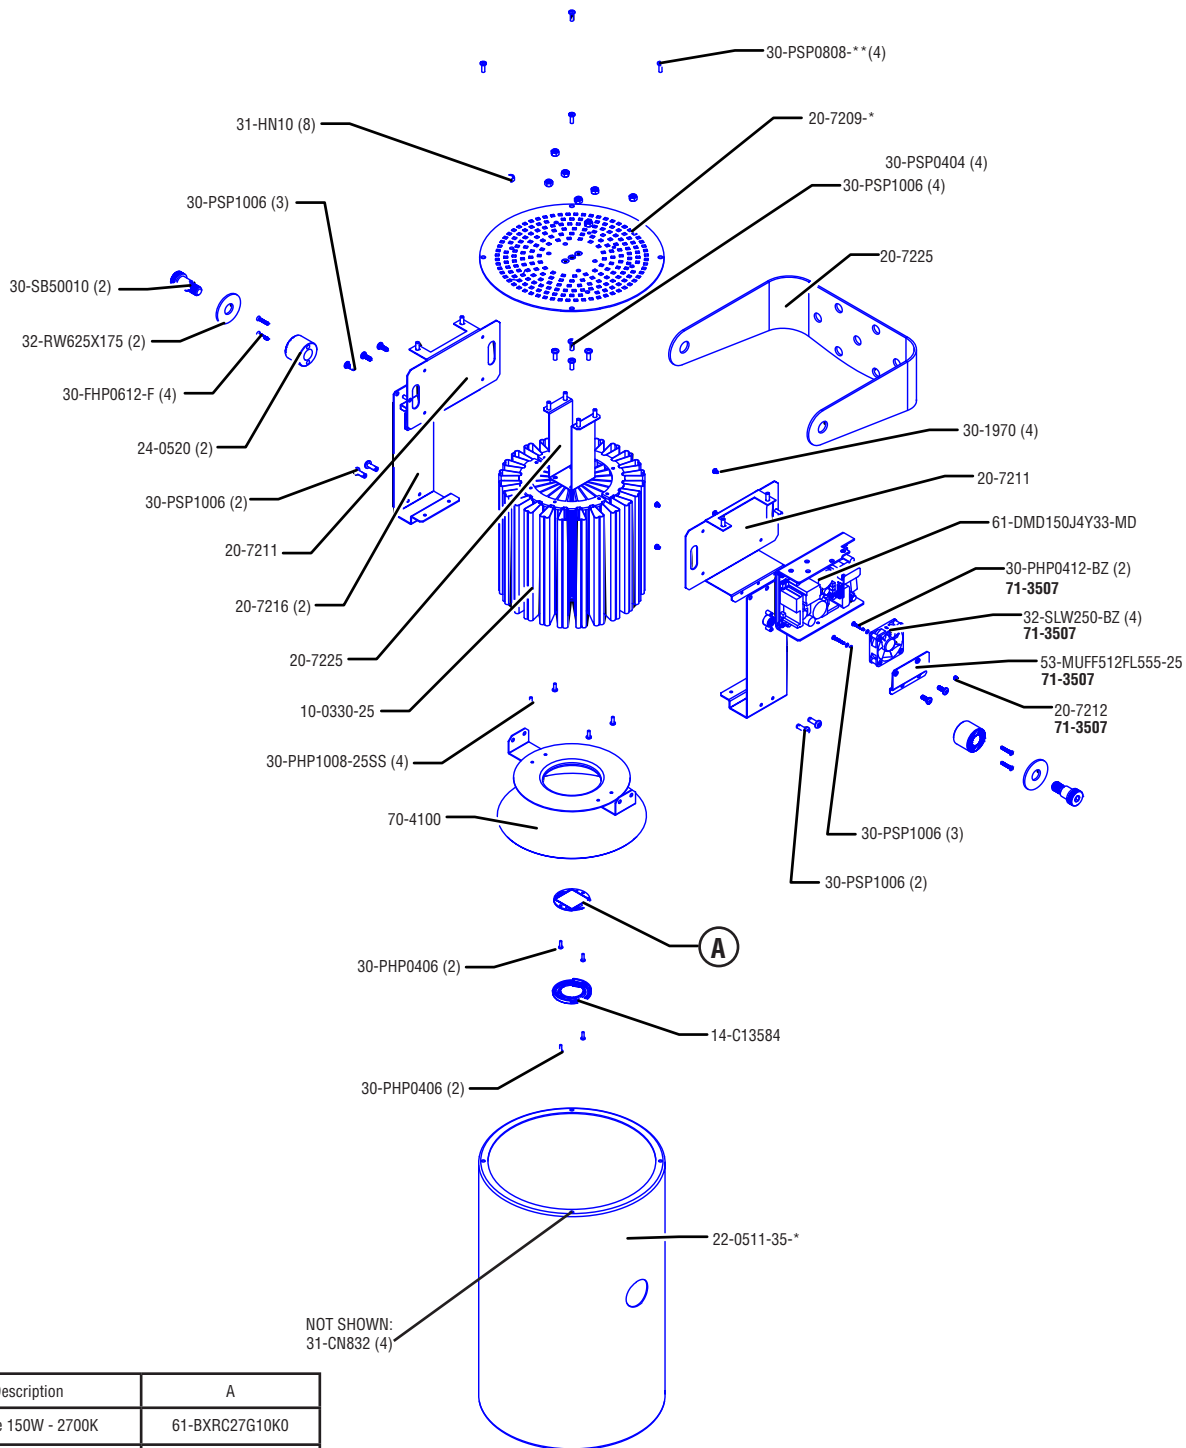 30-PSP0808-**(4)
31-HN10 (8)
20-7209-*
30-PSP0404 (4)
30-PSP1006 (4)
30-PSP1006 (3)
20-7225
30-SB50010 (2)
32-RW625X175 (2)
30-FHP0612-F (4)
24-0520 (2)
30-1970 (4)
30-PSP1006 (2)
20-7211
61-DMD150J4Y33-MD
20-7211
30-PHP0412-BZ (2)
71-3507
20-7216 (2)
32-SLW250-BZ (4)
71-3507
20-7225
53-MUFF512FL555-25
71-3507
10-0330-25
20-7212
71-3507
30-PHP1008-25SS (4)
70-4100
30-PSP1006 (3)
30-PSP1006 (2)
A
30-PHP0406 (2)
14-C13584
30-PHP0406 (2)
22-0511-35-*
NOT SHOWN:
31-CN832 (4)
escription A
150W - 2700K 61-BXRC27G10K0